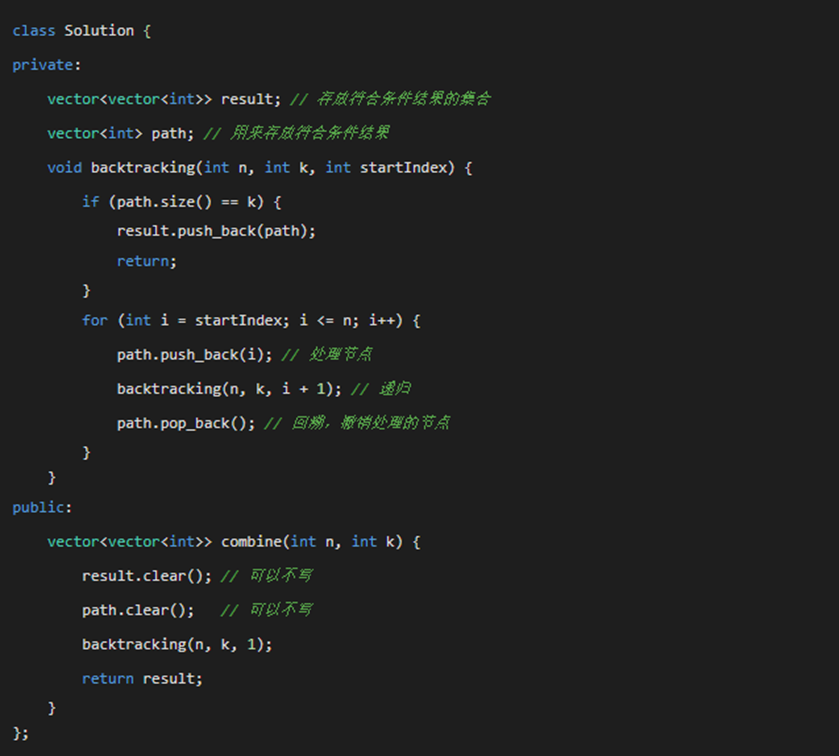 class Solution {
private:
    vector<vector<int>> result; // 存放符合条件结果的集合
    vector<int> path; // 用来存放符合条件结果
    void backtracking(int n, int k, int startIndex) {
        if (path.size() == k) {
            result.push_back(path);
            return;
        }
        for (int i = startIndex; i <= n; i++) {
            path.push_back(i); // 处理节点
            backtracking(n, k, i + 1); // 递归
            path.pop_back(); // 回溯，撤销处理的节点
        }
    }
public:
    vector<vector<int>> combine(int n, int k) {
        result.clear(); // 可以不写
        path.clear();   // 可以不写
        backtracking(n, k, 1);
        return result;
    }
};